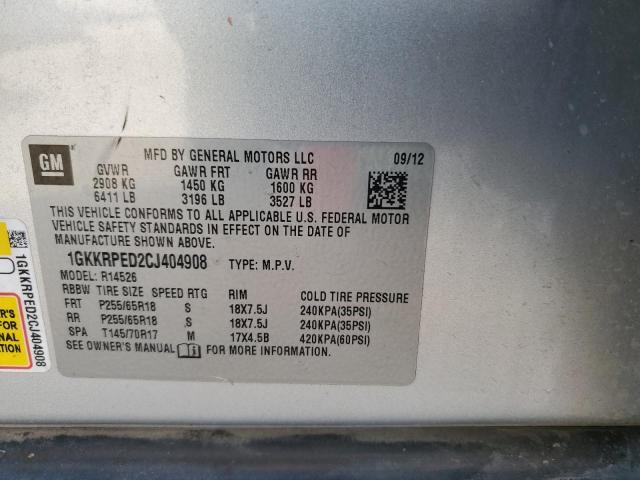 GM
MFD BY GENERAL MOTORS LLC 09/12
GVWR GAWR FRT GAWR RR
2908 KG 1450 KG 1600 KG
6411 LB 3196 LB 3527 LB
THIS VEHICLE CONFORMS TO ALL APPLICABLE U.S. FEDERAL MOTOR
VEHICLE SAFETY STANDARDS IN EFFECT ON THE DATE OF
MANUFACTURE SHOWN ABOVE.
1GKKRPED2CJ404908 TYPE: M.P.V.
MODEL: R14526
RBBW TIRE SIZE SPEED RTG RIM COLD TIRE PRESSURE
FRT P255/65R18 S 18X7.5J 240KPA(35PSI)
RR P255/65R18 S 18X7.5J 240KPA(35PSI)
SPA T145/70R17 M 17X4.5B 420KPA(60PSI)
SEE OWNER'S MANUAL FOR MORE INFORMATION
1GKKRPED2CJ404908
FOR
NAL
ATION